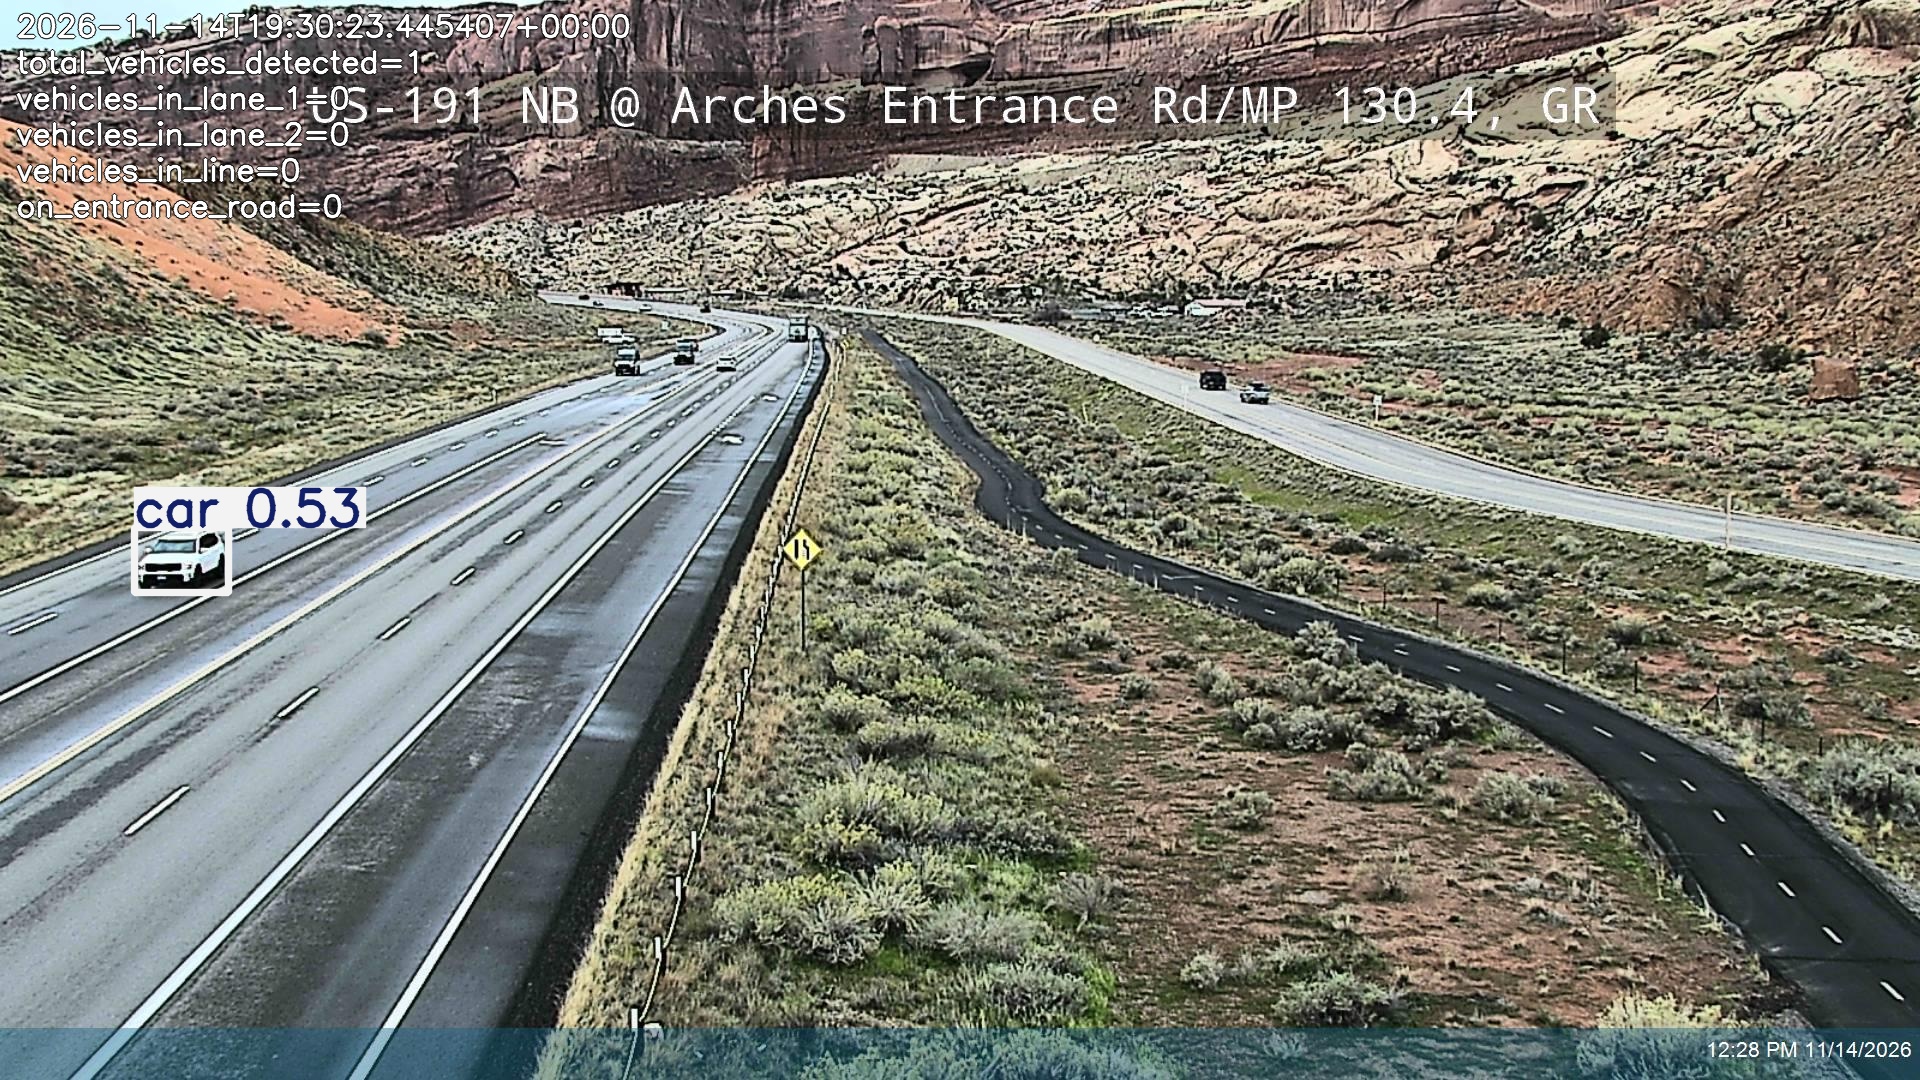 2026-11-14T19:30:23.445407+00:00
total_vehicles_detected=1
vehicles_in_lane_1=0
US-191 NB @ Arches Entrance Rd/MP 130.4, GR
vehicles_in_lane_2=0
vehicles_in_line=0
on_entrance_road=0
car 0.53
12:28 PM 11/14/2026